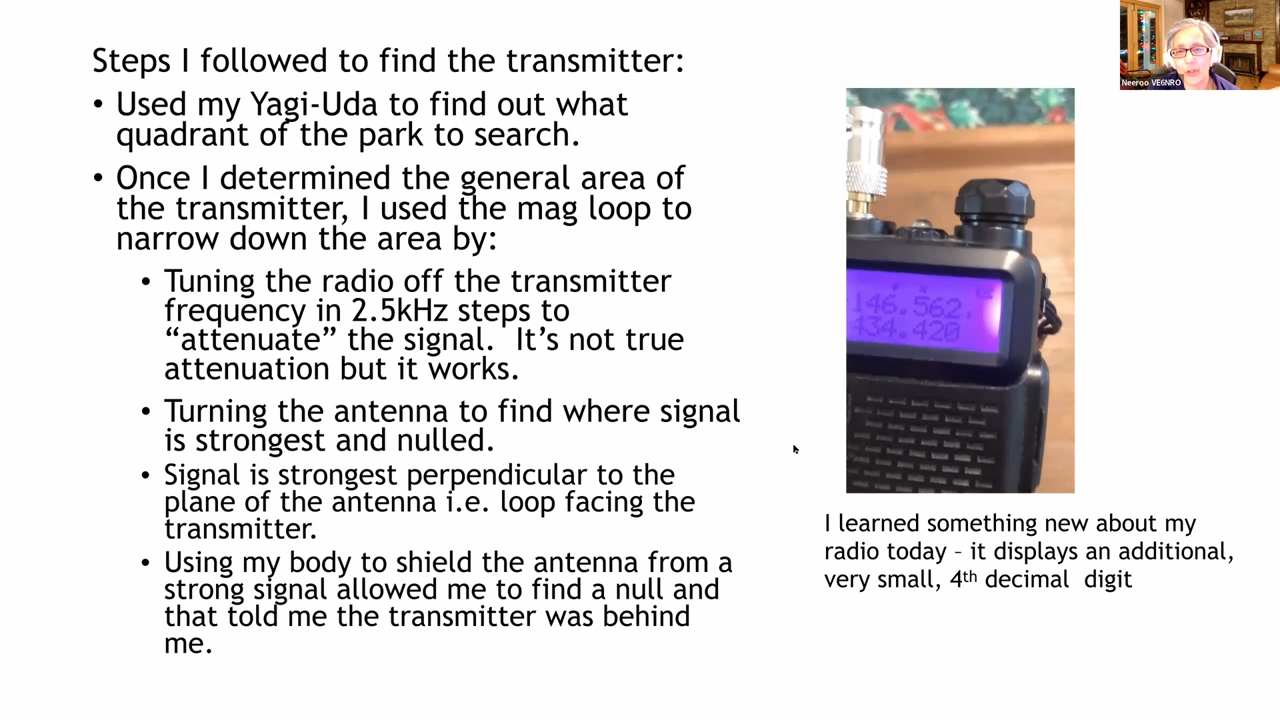 Steps I followed to find the transmitter:
• Used my Yagi-Uda to find out what
quadrant of the park to search.
• Once I determined the general area of
the transmitter, I used the mag loop to
narrow down the area by:
• Tuning the radio off the transmitter
frequency in 2.5kHz steps to
“attenuate” the signal.  It’s not true
attenuation but it works.
• Turning the antenna to find where signal
is strongest and nulled.
• Signal is strongest perpendicular to the
plane of the antenna i.e. loop facing the
transmitter.
• Using my body to shield the antenna from a
strong signal allowed me to find a null and
that told me the transmitter was behind
me.
Neeroo VE6NRO
146.562
434.420
I learned something new about my
radio today – it displays an additional,
very small, 4th decimal  digit